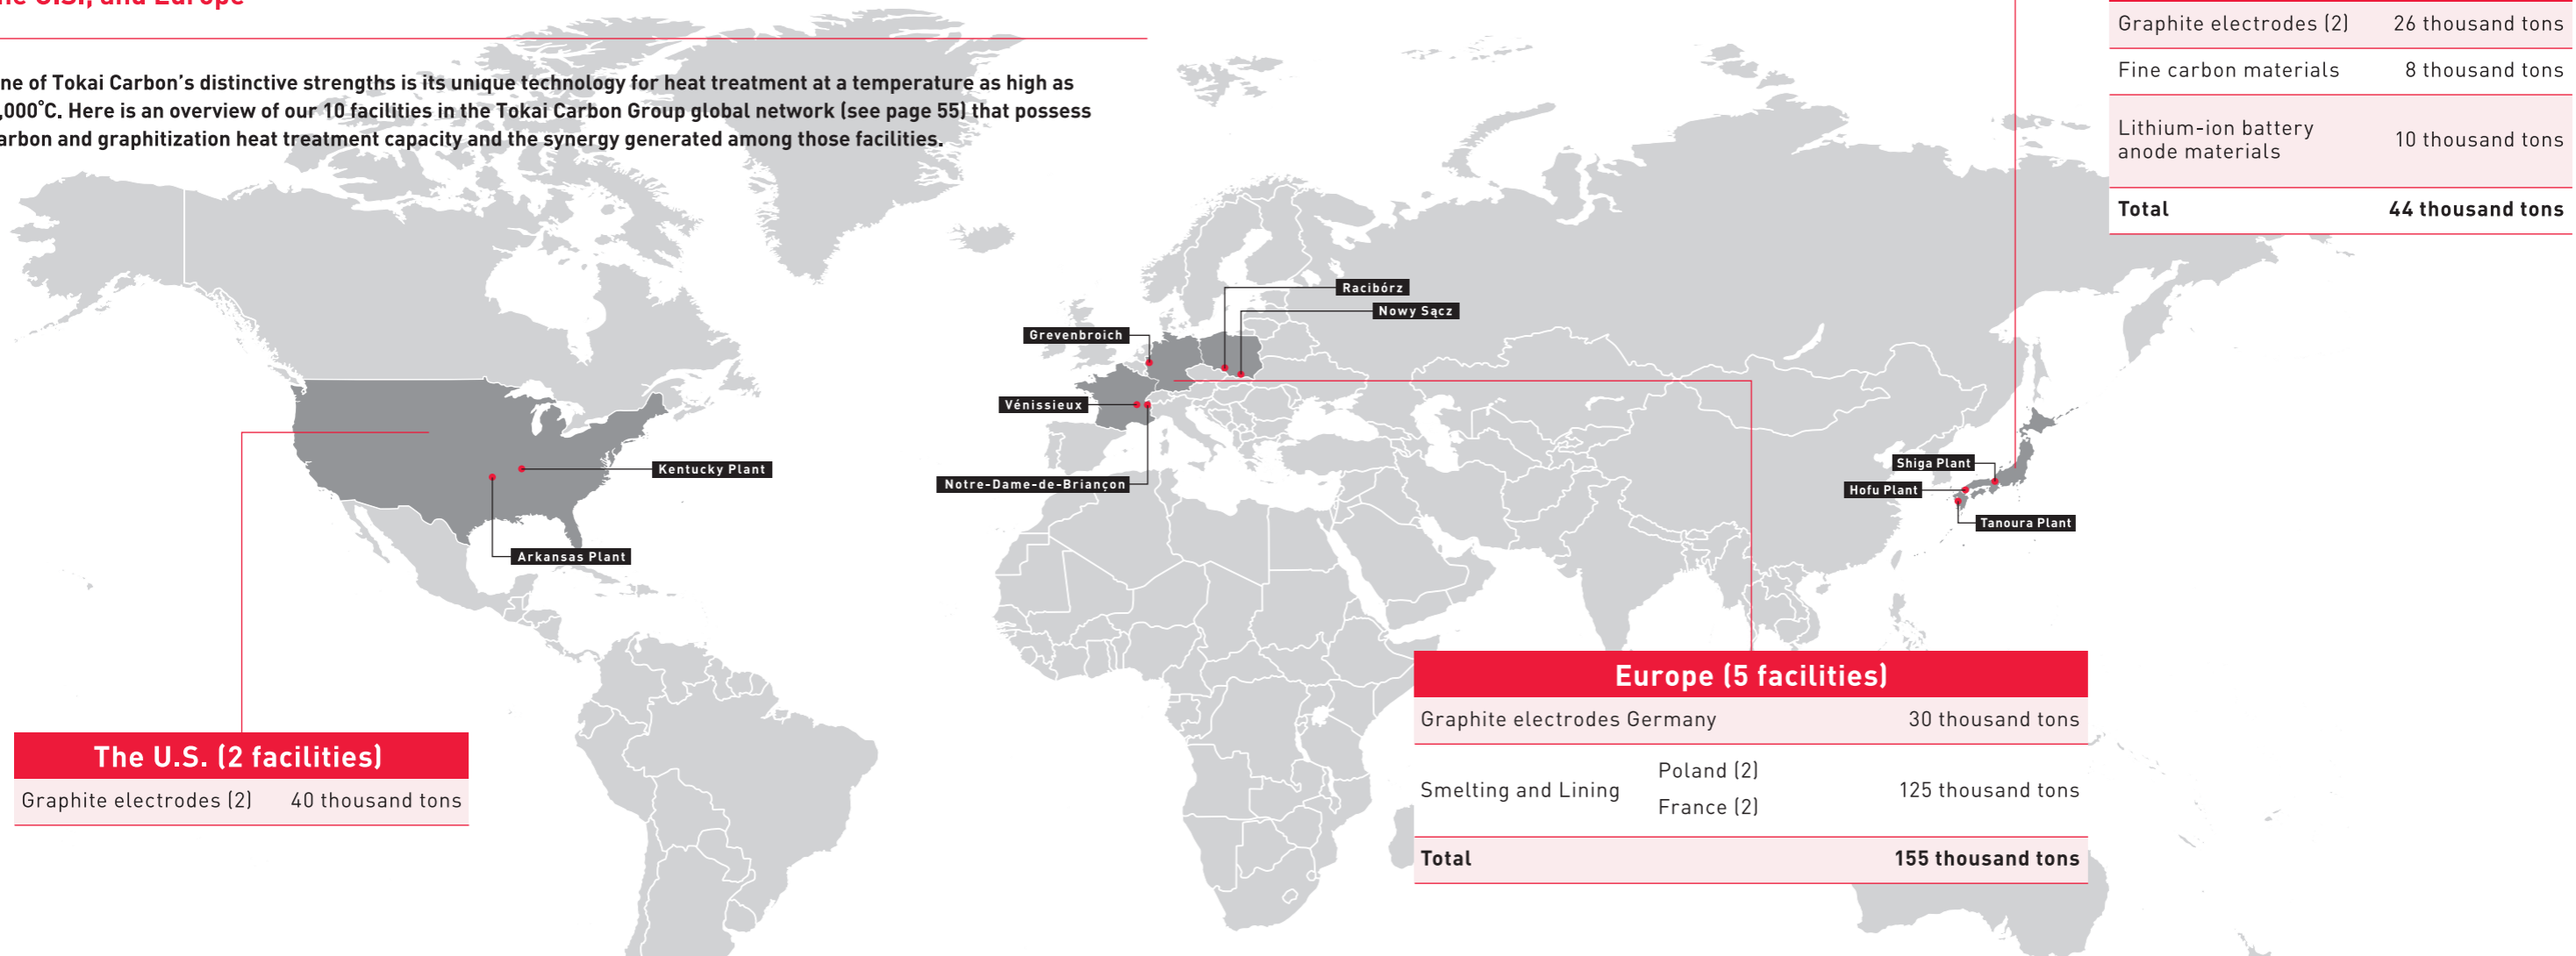 the U.S., and Europe
ne of Tokai Carbon's distinctive strengths is its unique technology for heat treatment at a temperature as high as
,000°C. Here is an overview of our 10 facilities in the Tokai Carbon Group global network (see page 55) that possess
arbon and graphitization heat treatment capacity and the synergy generated among those facilities.
Graphite electrodes (2) 26 thousand tons
Fine carbon materials 8 thousand tons
Lithium-ion battery
anode materials 10 thousand tons
Total 44 thousand tons
Racibórz
Nowy Sącz
Grevenbroich
Vénissieux
Notre-Dame-de-Briançon
Kentucky Plant
Arkansas Plant
Shiga Plant
Hofu Plant
Tanoura Plant
The U.S. (2 facilities)
Graphite electrodes (2) 40 thousand tons
Europe (5 facilities)
Graphite electrodes Germany 30 thousand tons
Smelting and Lining Poland (2) 125 thousand tons
France (2)
Total 155 thousand tons